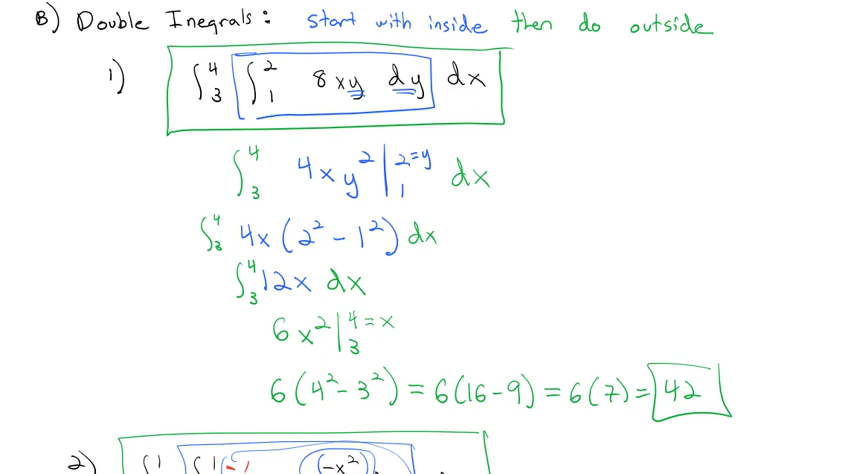 B) Double Inegrals: start with inside then do outside
1) ∫₃⁴ ∫₁² 8xy dy dx
∫₃⁴ 4xy² |₁^(2=y) dx
∫₃⁴ 4x(2² - 1²) dx
∫₃⁴ 12x dx
6x² |₃^(4=x)
6(4² - 3²) = 6(16 - 9) = 6(7) = 42
2)